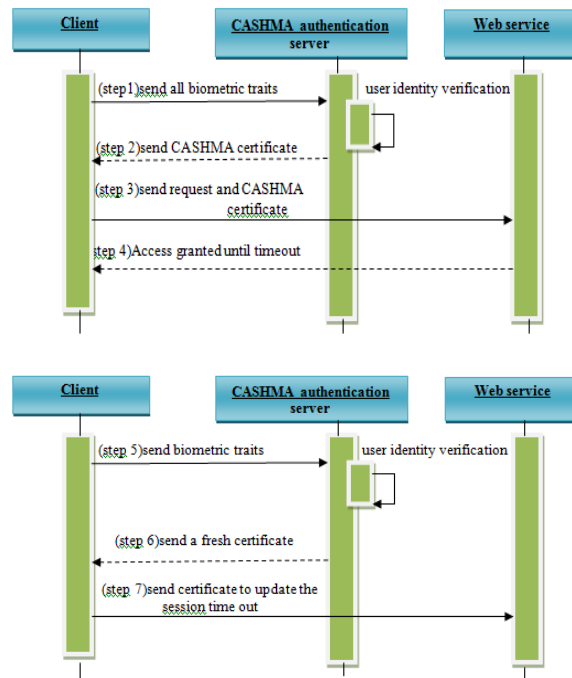 Client
CASHMA authentication
server
Web service
(step1)send all biometric traits
user identity verification
(step 2)send CASHMA certificate
(step 3)send request and CASHMA
certificate
step 4)Access granted until timeout
Client
CASHMA authentication
server
Web service
(step 5)send biometric traits
user identity verification
(step 6)send a fresh certificate
(step 7)send certificate to update the
session time out